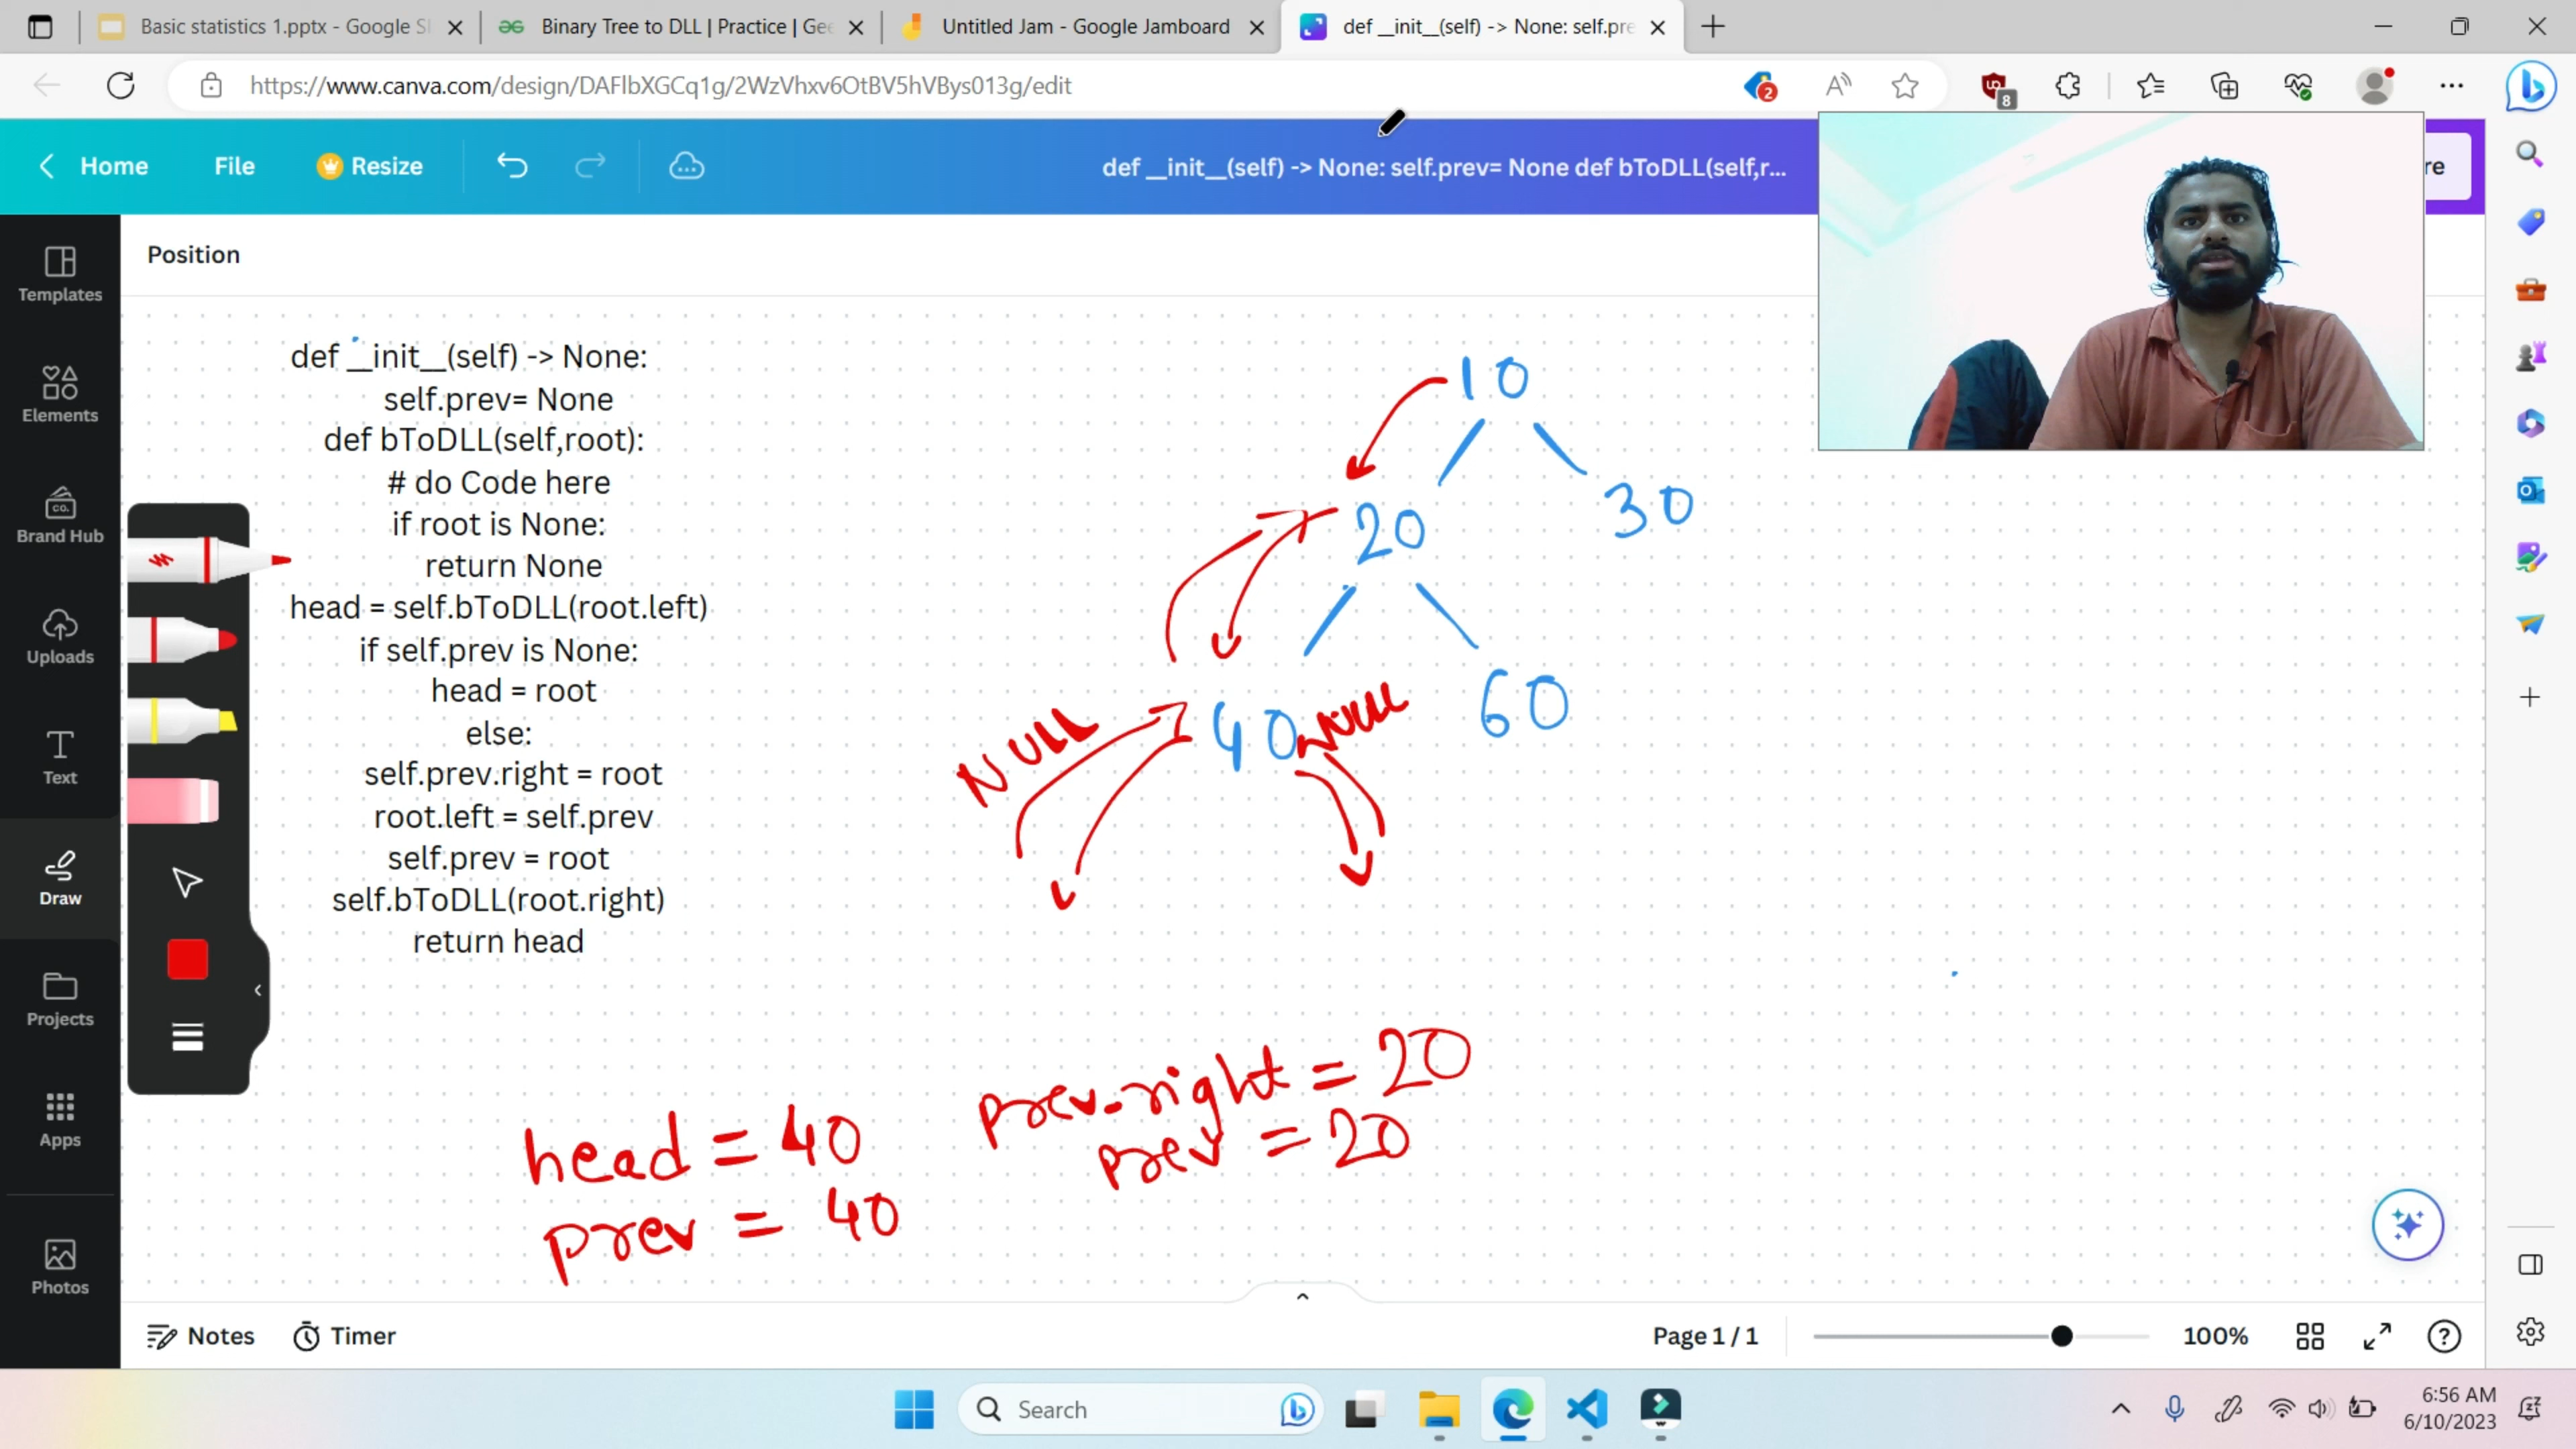 Basic statistics 1.pptx - Google Sl
Binary Tree to DLL | Practice | Gee
Untitled Jam - Google Jamboard
def __init__(self) -> None: self.pre
https://www.canva.com/design/DAFlbXGCq1g/2WzVhxv6OtBV5hVBys013g/edit
2
8
Home
File
Resize
def __init__(self) -> None: self.prev= None def bToDLL(self,r...
re
Position
Templates
Elements
Brand Hub
Uploads
Text
Draw
Projects
Apps
Photos
def __init__(self) -> None:
self.prev= None
def bToDLL(self,root):
# do Code here
if root is None:
return None
head = self.bToDLL(root.left)
if self.prev is None:
head = root
else:
self.prev.right = root
root.left = self.prev
self.prev = root
self.bToDLL(root.right)
return head
10
20
30
NULL
40
NULL
60
head = 40
prev = 40
prev.right = 20
prev = 20
Notes
Timer
Page 1 / 1
100%
Search
6:56 AM
6/10/2023